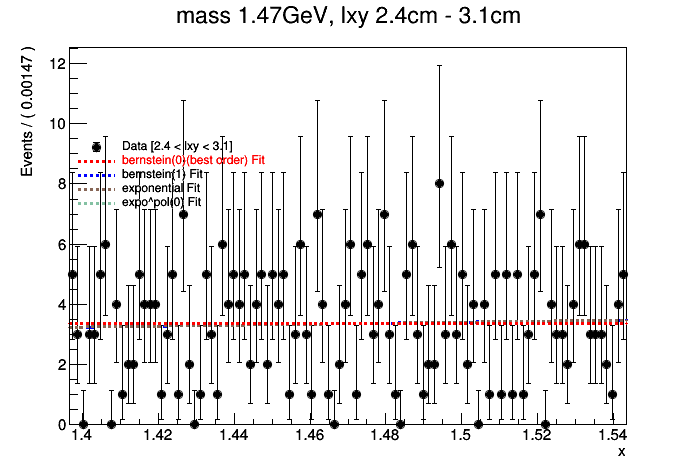 mass 1.47GeV, lxy 2.4cm - 3.1cm
Events / ( 0.00147 )
12
10
8
6
4
2
0
Data [2.4 < lxy < 3.1]
bernstein(0)(best order) Fit
bernstein(1) Fit
exponential Fit
expo^pol(0) Fit
1.4 1.42 1.44 1.46 1.48 1.5 1.52 1.54
x